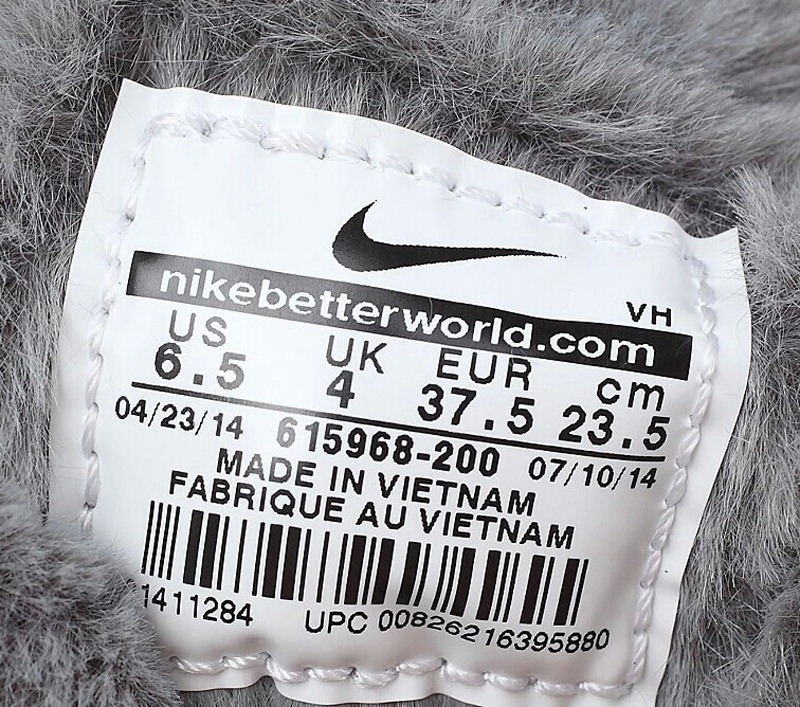 nikebetterworld.com
VH
US UK EUR cm
6.5 4 37.5 23.5
04/23/14 615968-200 07/10/14
MADE IN VIETNAM
FABRIQUE AU VIETNAM
1411284 UPC 00826216395880